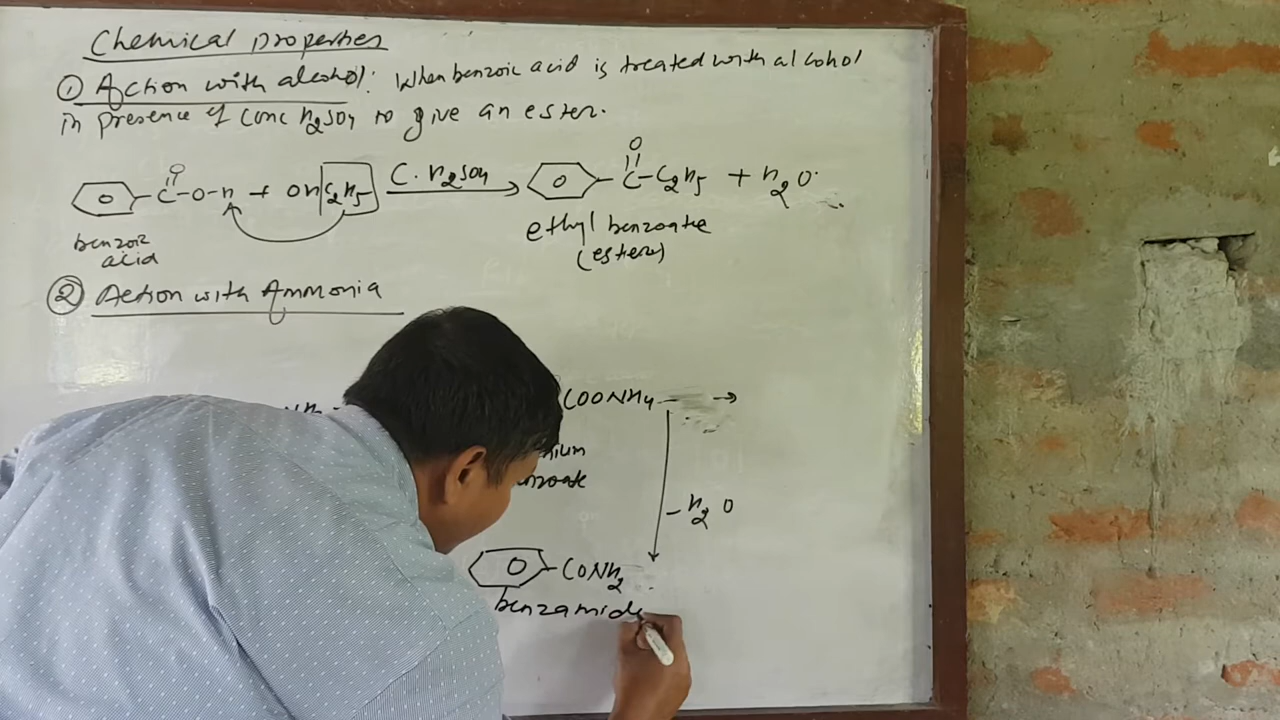 Chemical properties
① Action with alcohol: When benzoic acid is treated with alcohol
in presence of Conc H2SO4 to give an ester.
O O
C-O-H + OH C2H5 C. H2SO4 C-C2H5 + H2O
benzoic acid
ethyl benzoate
(ester)
② Action with Ammonia
COONH4
-H2O
CONH2
benzamide